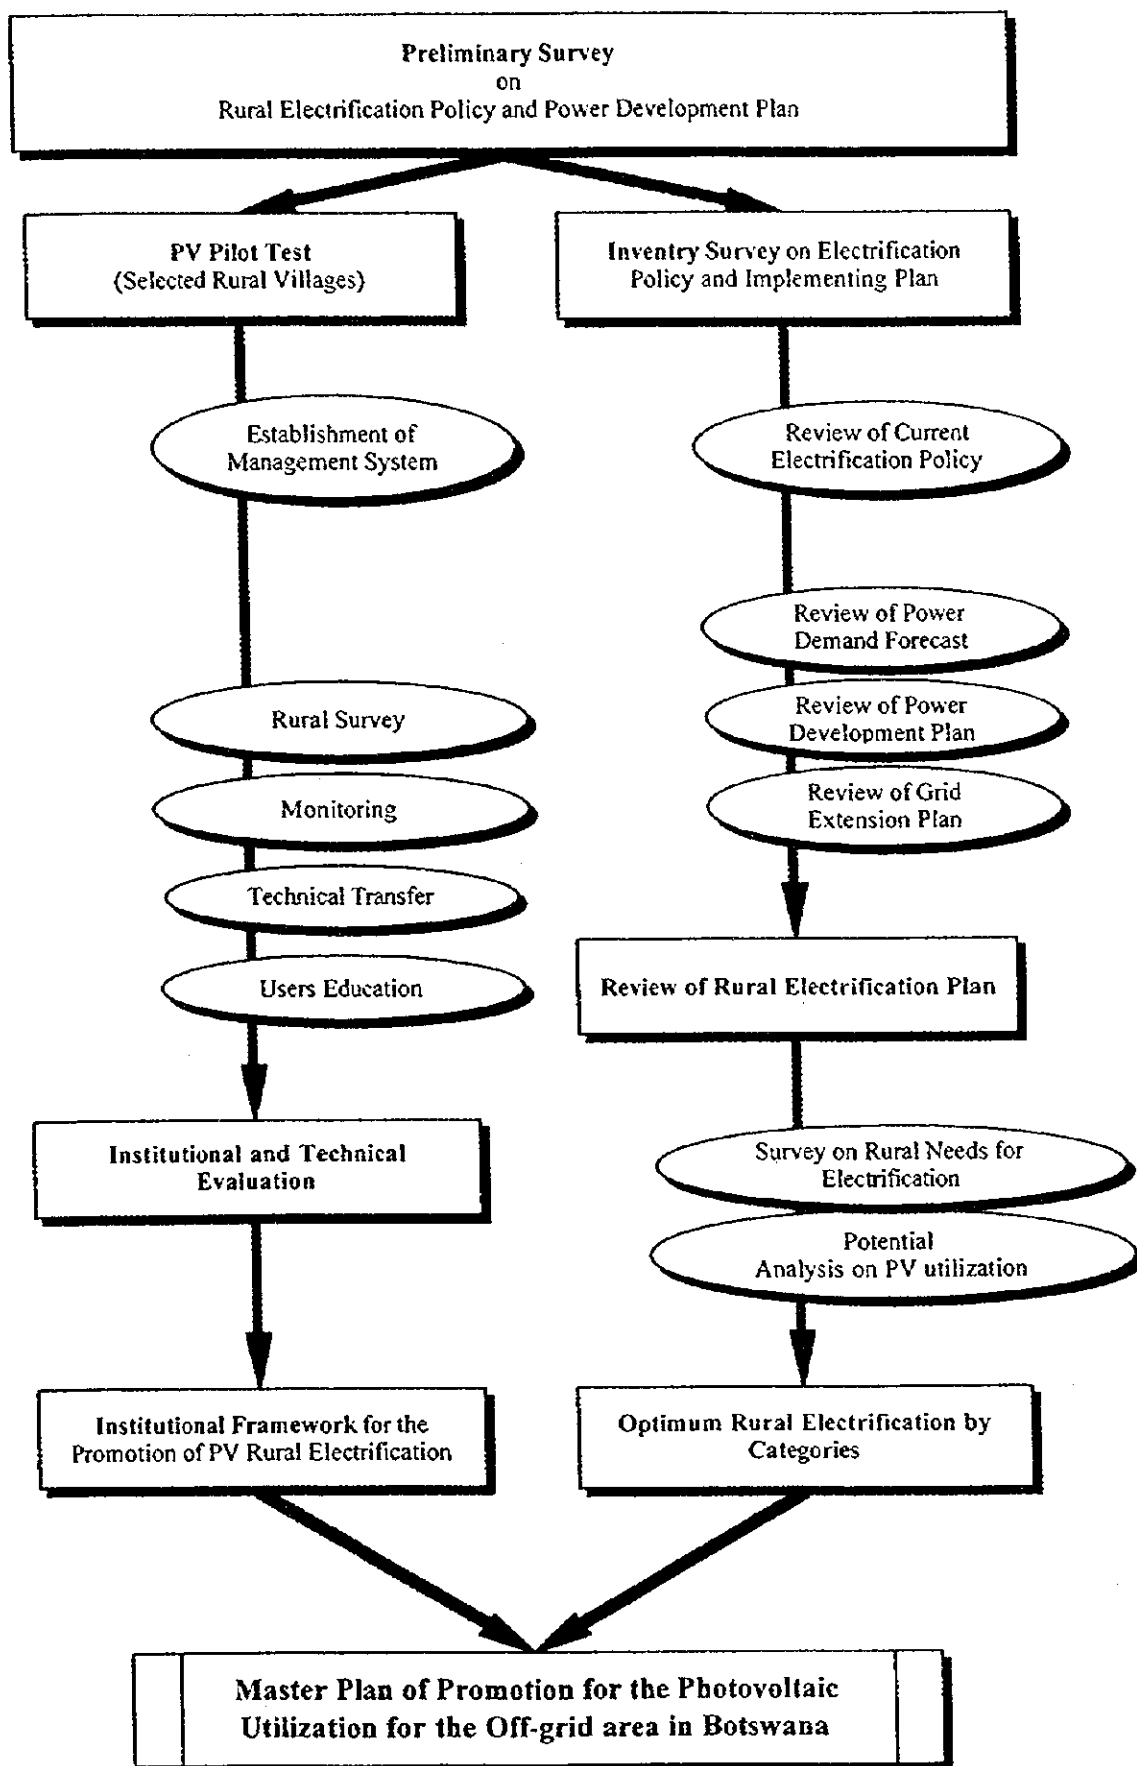 Preliminary Survey
on
Rural Electrification Policy and Power Development Plan
PV Pilot Test
(Selected Rural Villages)
Inventry Survey on Electrification
Policy and Implementing Plan
Establishment of
Management System
Review of Current
Electrification Policy
Review of Power
Demand Forecast
Rural Survey
Review of Power
Development Plan
Monitoring
Review of Grid
Extension Plan
Technical Transfer
Users Education
Review of Rural Electrification Plan
Institutional and Technical
Evaluation
Survey on Rural Needs for
Electrification
Potential
Analysis on PV utilization
Institutional Framework for the
Promotion of PV Rural Electrification
Optimum Rural Electrification by
Categories
Master Plan of Promotion for the Photovoltaic
Utilization for the Off-grid area in Botswana